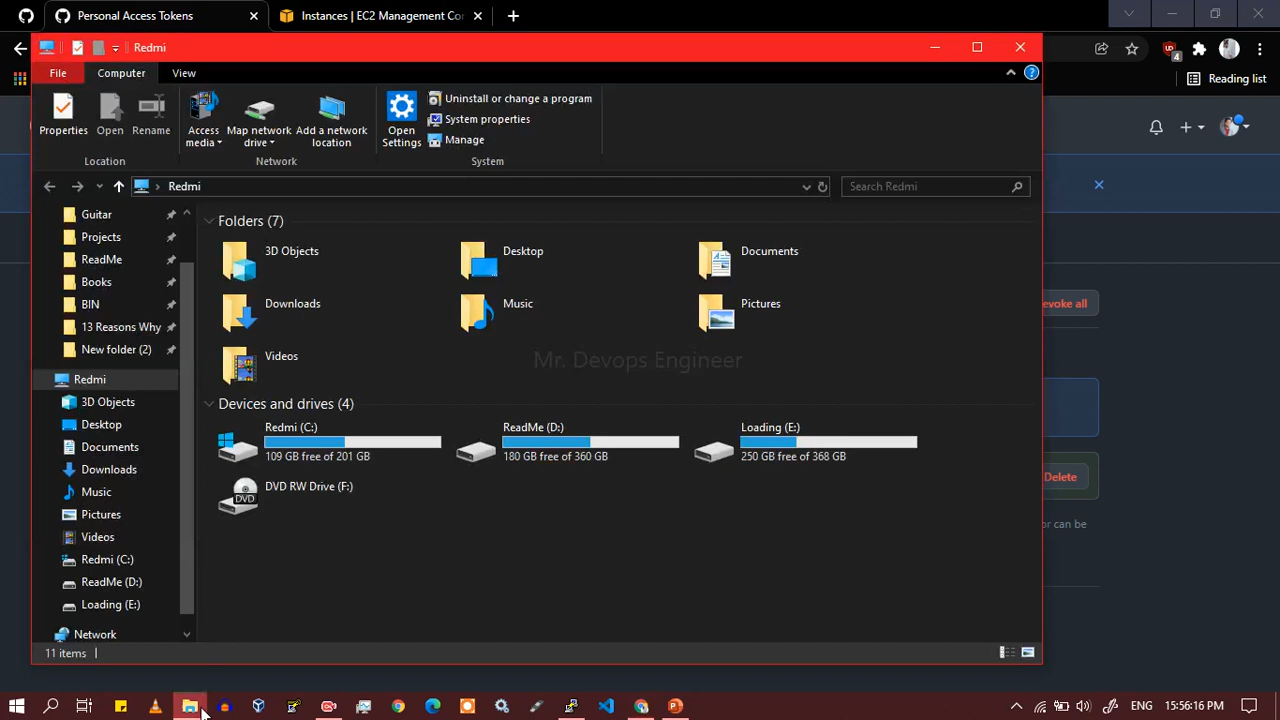 Personal Access Tokens
Instances | EC2 Management Con
Redmi
Reading list
4
File
Computer
View
Properties
Open
Rename
Access media
Map network drive
Add a network location
Open Settings
Uninstall or change a program
System properties
Manage
Location
Network
System
Redmi
Search Redmi
Guitar
Projects
ReadMe
Books
BIN
13 Reasons Why
New folder (2)
Redmi
3D Objects
Desktop
Documents
Downloads
Music
Pictures
Videos
Redmi (C:)
ReadMe (D:)
Loading (E:)
Network
Folders (7)
3D Objects
Desktop
Documents
Downloads
Music
Pictures
Videos
Mr. Devops Engineer
Devices and drives (4)
Redmi (C:)
109 GB free of 201 GB
ReadMe (D:)
180 GB free of 360 GB
Loading (E:)
250 GB free of 368 GB
DVD RW Drive (F:)
DVD
evoke all
Delete
or can be
11 items
ENG
15:56:16 PM